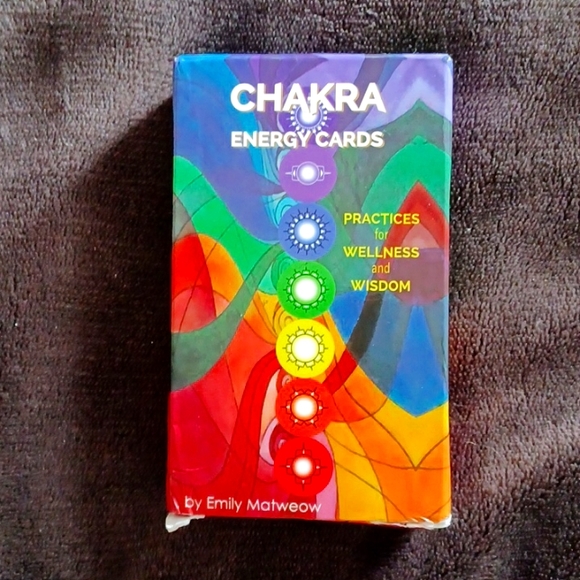 CHAKRA
ENERGY CARDS
PRACTICES
for
WELLNESS
and
WISDOM
by Emily Matweow